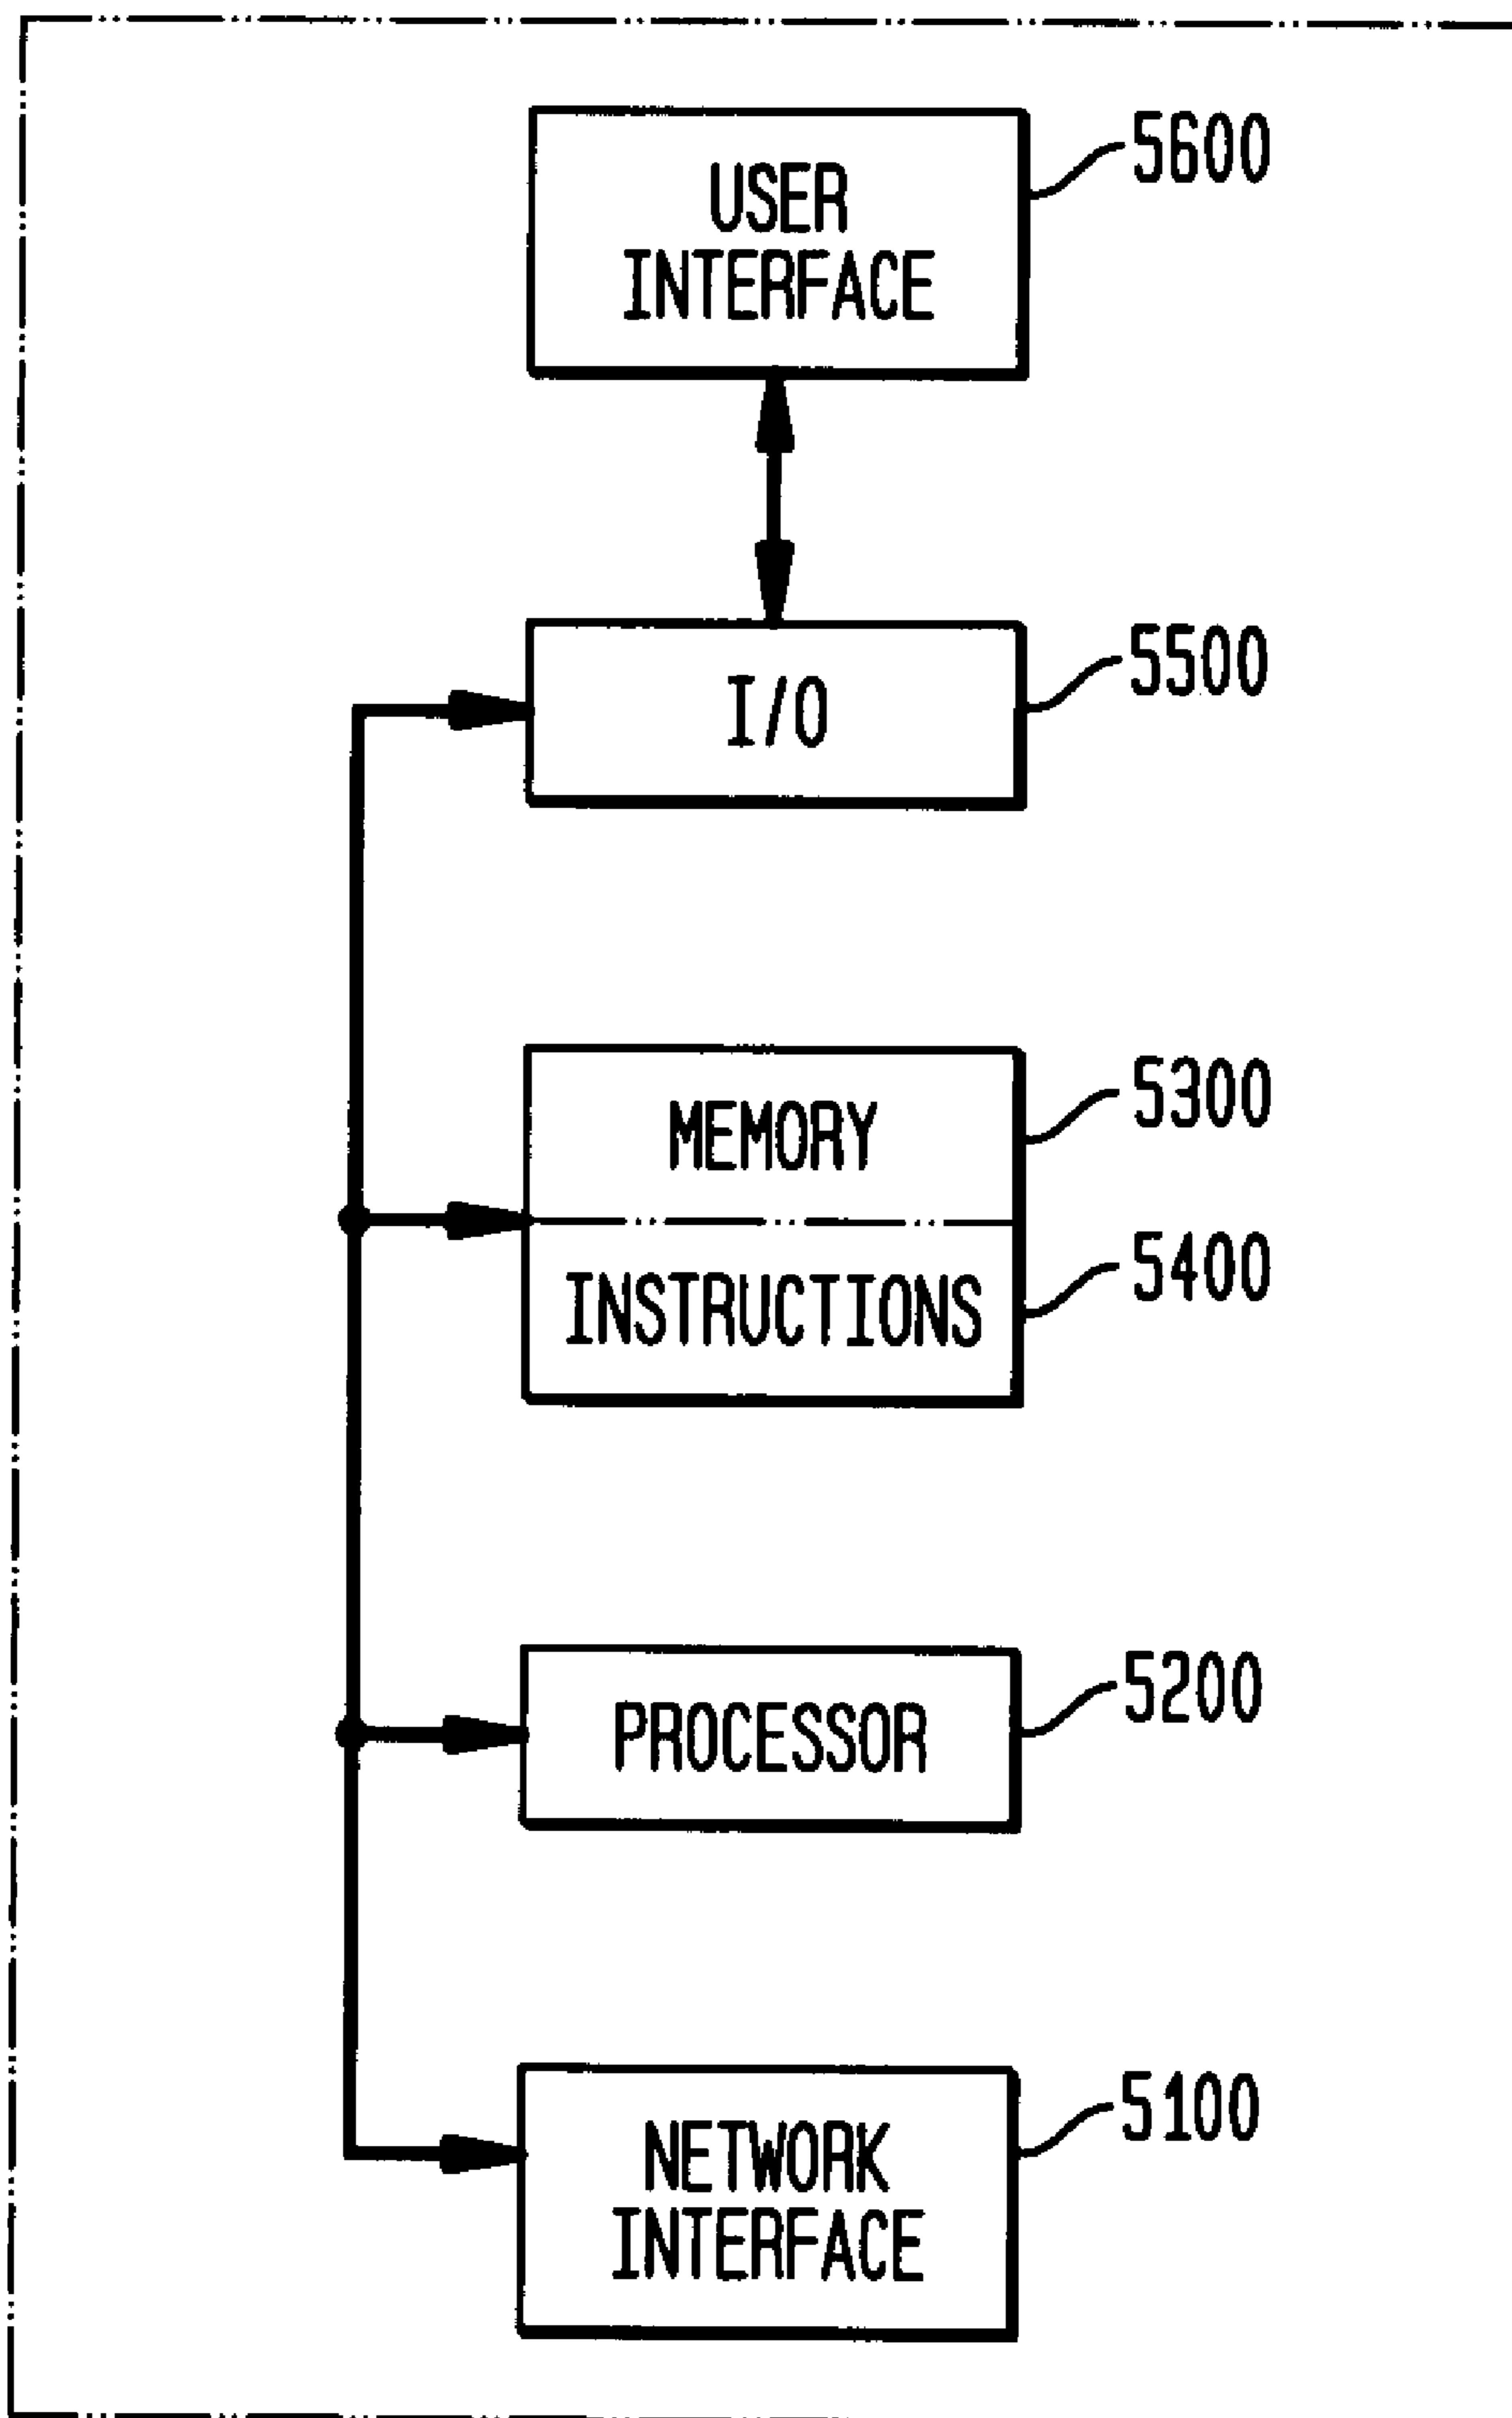 USER
INTERFACE
5600
I/O
5500
MEMORY
5300
INSTRUCTIONS
5400
PROCESSOR
5200
NETWORK
INTERFACE
5100